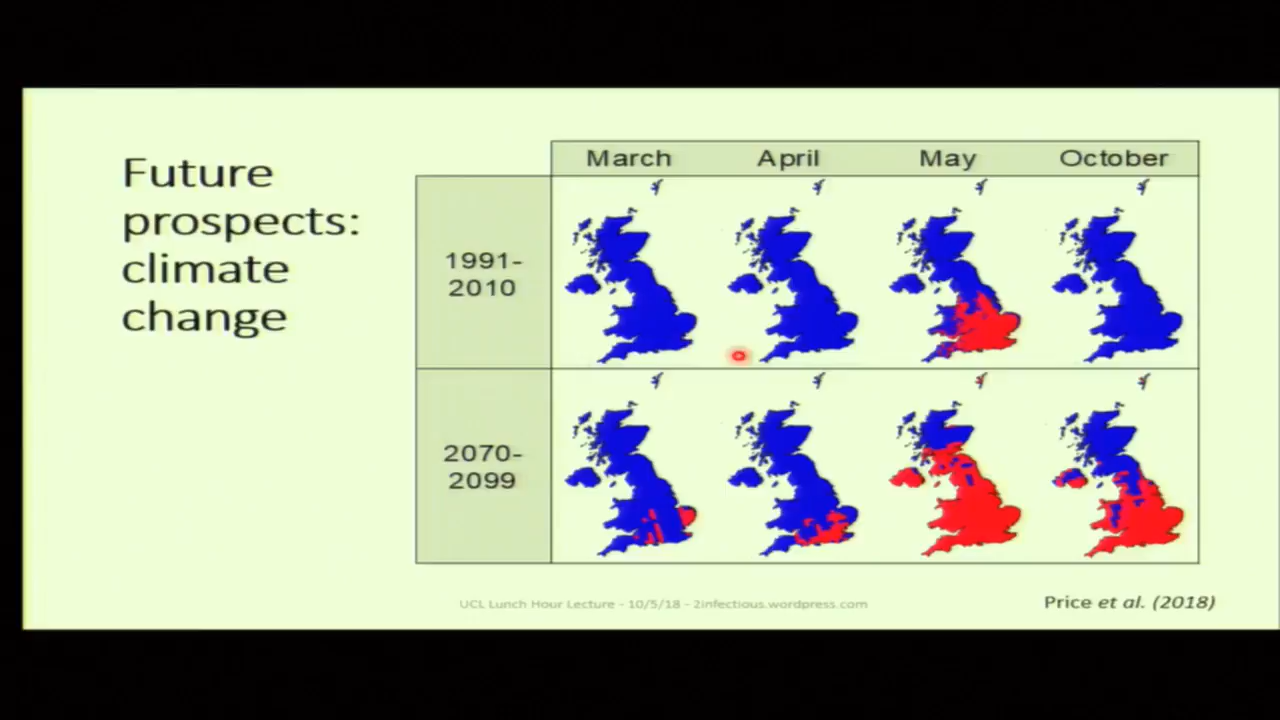 Future
prospects:
climate
change
March April May October
1991-
2010
2070-
2099
UCL Lunch Hour Lecture - 10/5/18 - 2infectious.wordpress.com
Price et al. (2018)